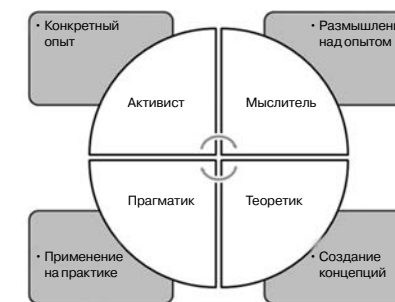 · Конкретный
опыт
· Размышлени
над опытом
Активист
Мыслитель
Прагматик
Теоретик
· Применение
на практике
· Создание
концепций